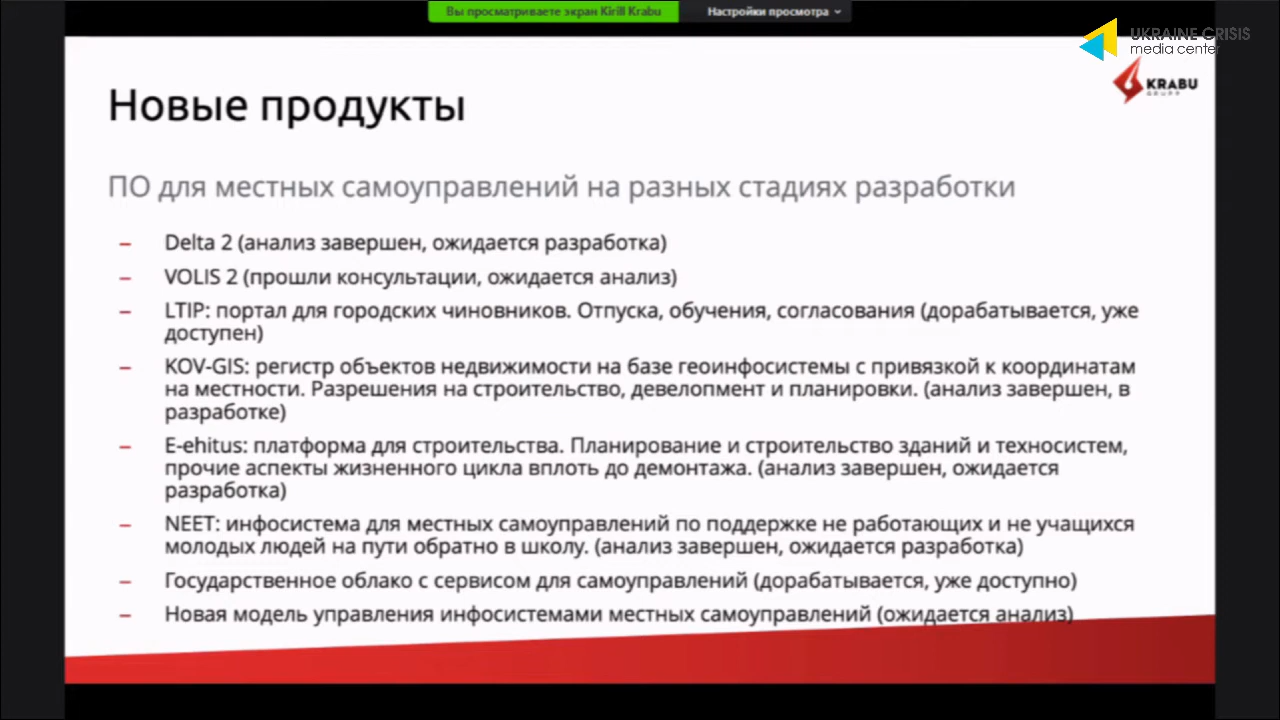 Вы просматриваете экран Kirill Krabu
Настройки просмотра
UKRAINE CRISIS
media center
KRABU
GRUPP
Новые продукты
ПО для местных самоуправлений на разных стадиях разработки
– Delta 2 (анализ завершен, ожидается разработка)
– VOLIS 2 (прошли консультации, ожидается анализ)
– LTIP: портал для городских чиновников. Отпуска, обучения, согласования (дорабатывается, уже
доступен)
– KOV-GIS: регистр объектов недвижимости на базе геоинфосистемы с привязкой к координатам
на местности. Разрешения на строительство, девелопмент и планировки. (анализ завершен, в
разработке)
– E-ehitus: платформа для строительства. Планирование и строительство зданий и техносистем,
прочие аспекты жизненного цикла вплоть до демонтажа. (анализ завершен, ожидается
разработка)
– NEET: инфосистема для местных самоуправлений по поддержке не работающих и не учащихся
молодых людей на пути обратно в школу. (анализ завершен, ожидается разработка)
– Государственное облако с сервисом для самоуправлений (дорабатывается, уже доступно)
– Новая модель управления инфосистемами местных самоуправлений (ожидается анализ)